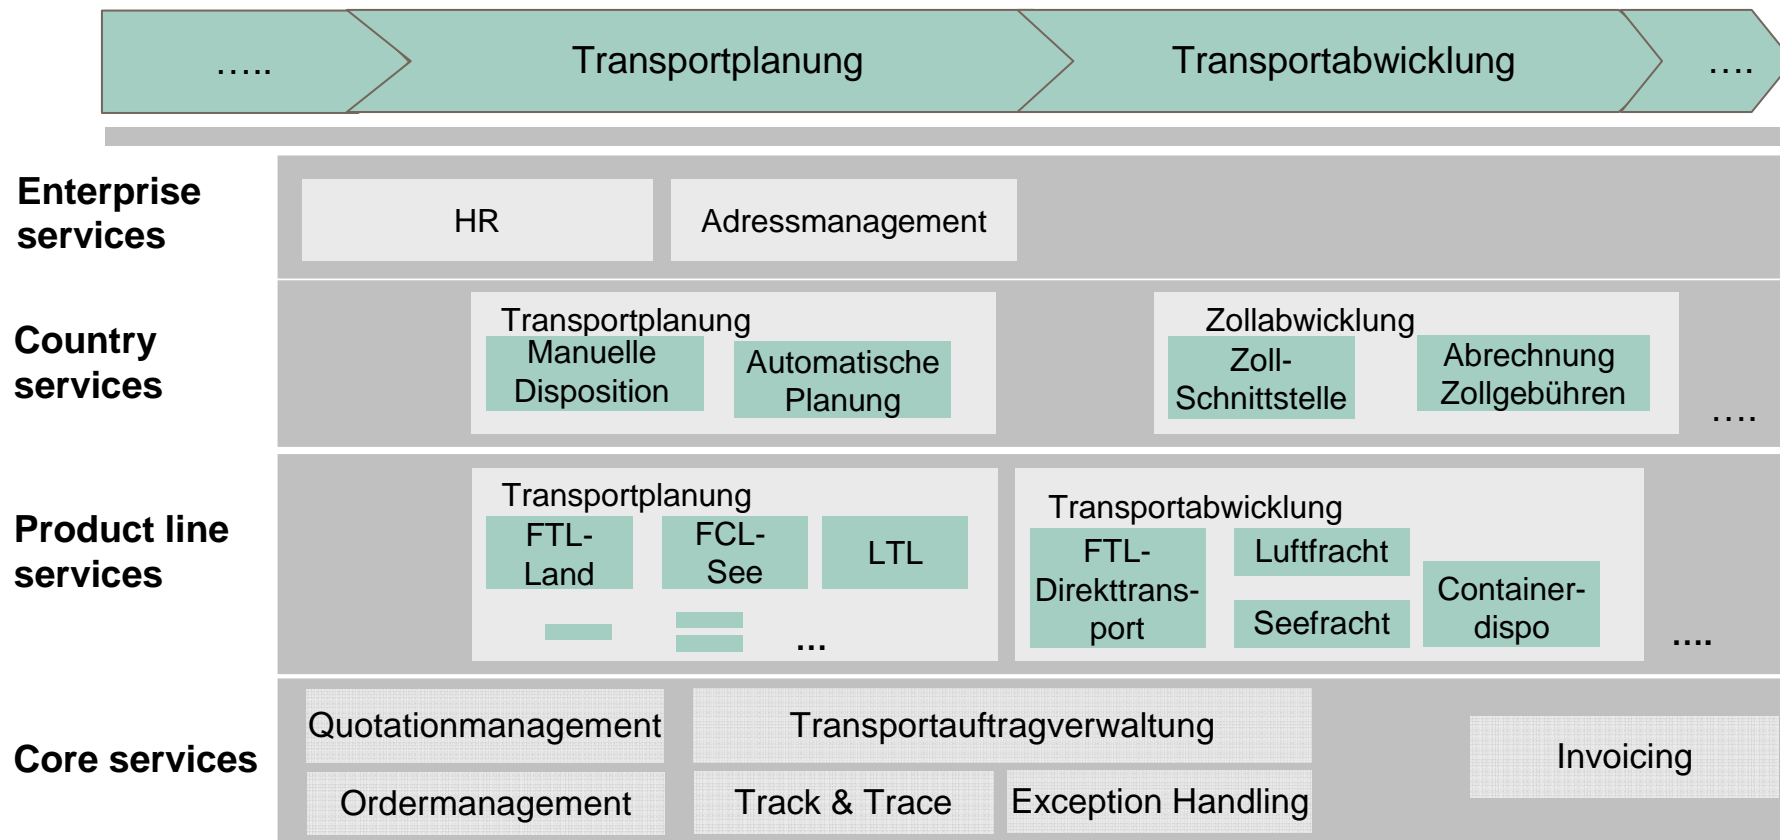 …..
Transportplanung
Transportabwicklung
….
Enterprise
services
HR
Adressmanagement
Country
services
Transportplanung
Manuelle
Disposition
Automatische
Planung
Zollabwicklung
Zoll-
Schnittstelle
Abrechnung
Zollgebühren
….
Product line
services
Transportplanung
FTL-
Land
FCL-
See
LTL
…
Transportabwicklung
FTL-
Direkttrans-
port
Luftfracht
Seefracht
Container-
dispo
….
Core services
Quotationmanagement
Transportauftragverwaltung
Invoicing
Ordermanagement
Track & Trace
Exception Handling